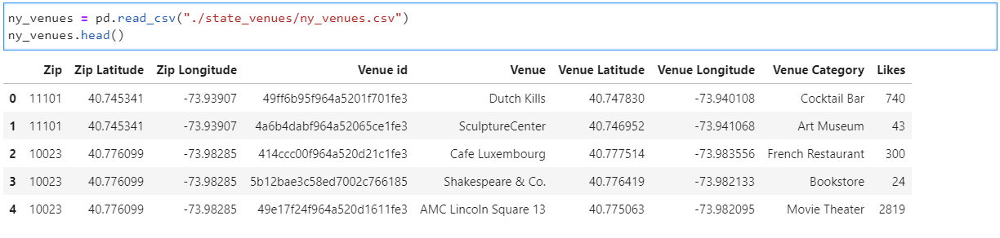 ny_venues = pd.read_csv("./state_venues/ny_venues.csv")
ny_venues.head()
Zip Zip Latitude Zip Longitude Venue id Venue Venue Latitude Venue Longitude Venue Category Likes
0 11101 40.745341 -73.93907 49ff6b95f964a5201f701fe3 Dutch Kills 40.747830 -73.940108 Cocktail Bar 740
1 11101 40.745341 -73.93907 4a6b4dabf964a52065ce1fe3 SculptureCenter 40.746952 -73.941068 Art Museum 43
2 10023 40.776099 -73.98285 414ccc00f964a520d21c1fe3 Cafe Luxembourg 40.777514 -73.983556 French Restaurant 300
3 10023 40.776099 -73.98285 5b12bae3c58ed7002c766185 Shakespeare & Co. 40.776419 -73.982133 Bookstore 24
4 10023 40.776099 -73.98285 49e17f24f964a520d1611fe3 AMC Lincoln Square 13 40.775063 -73.982095 Movie Theater 2819